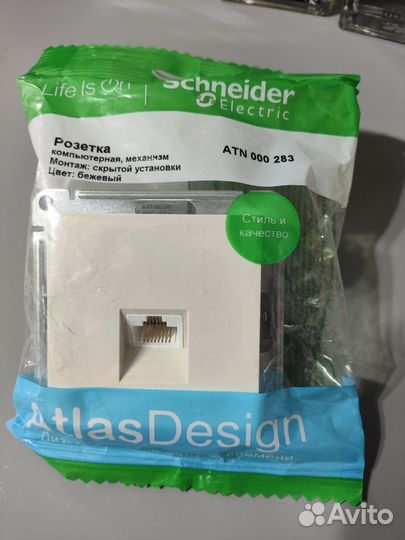 Life Is On | Schneider
Electric
Розетка
компьютерная, механизм
Монтаж: скрытой установки
Цвет: бежевый
ATN 000 283
Стиль и
качество
Розетка
AtlasDesign
Avito